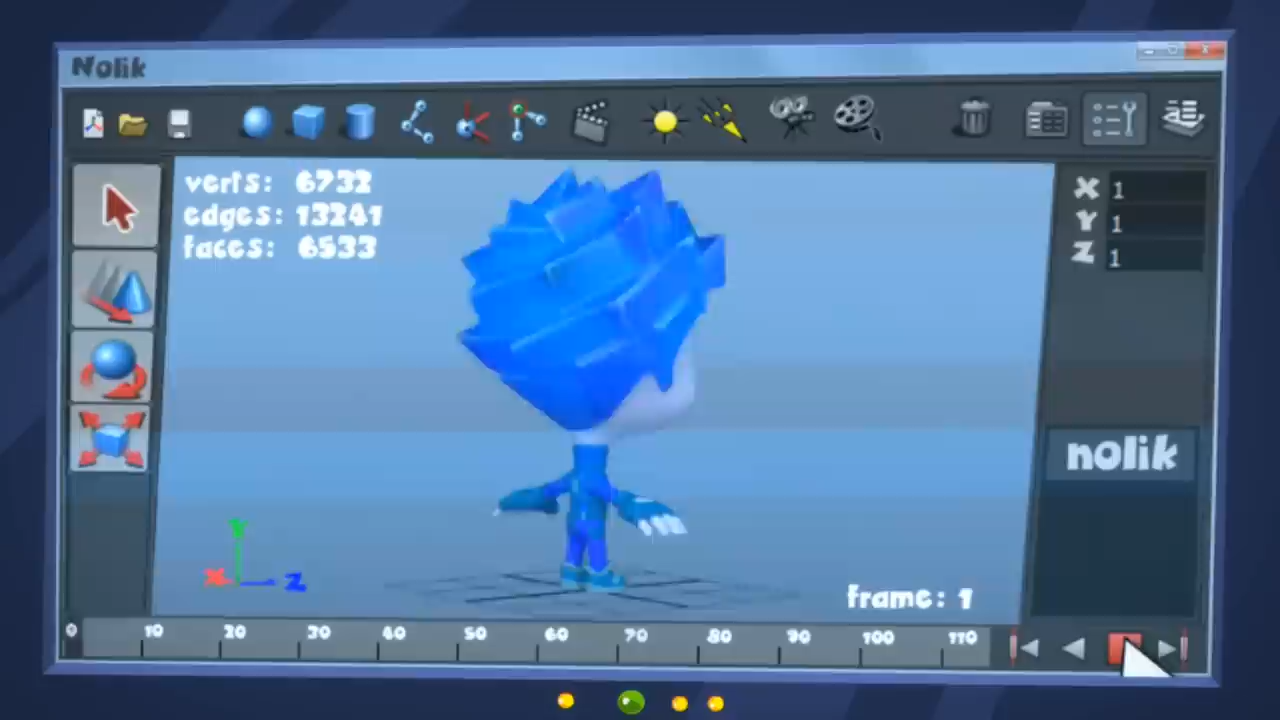 Nolik
verts: 6732
edges: 13241
faces: 6533
X 1
Y 1
Z 1
nolik
Y
X Z
frame: 1
0 10 20 30 40 50 60 70 80 90 100 110